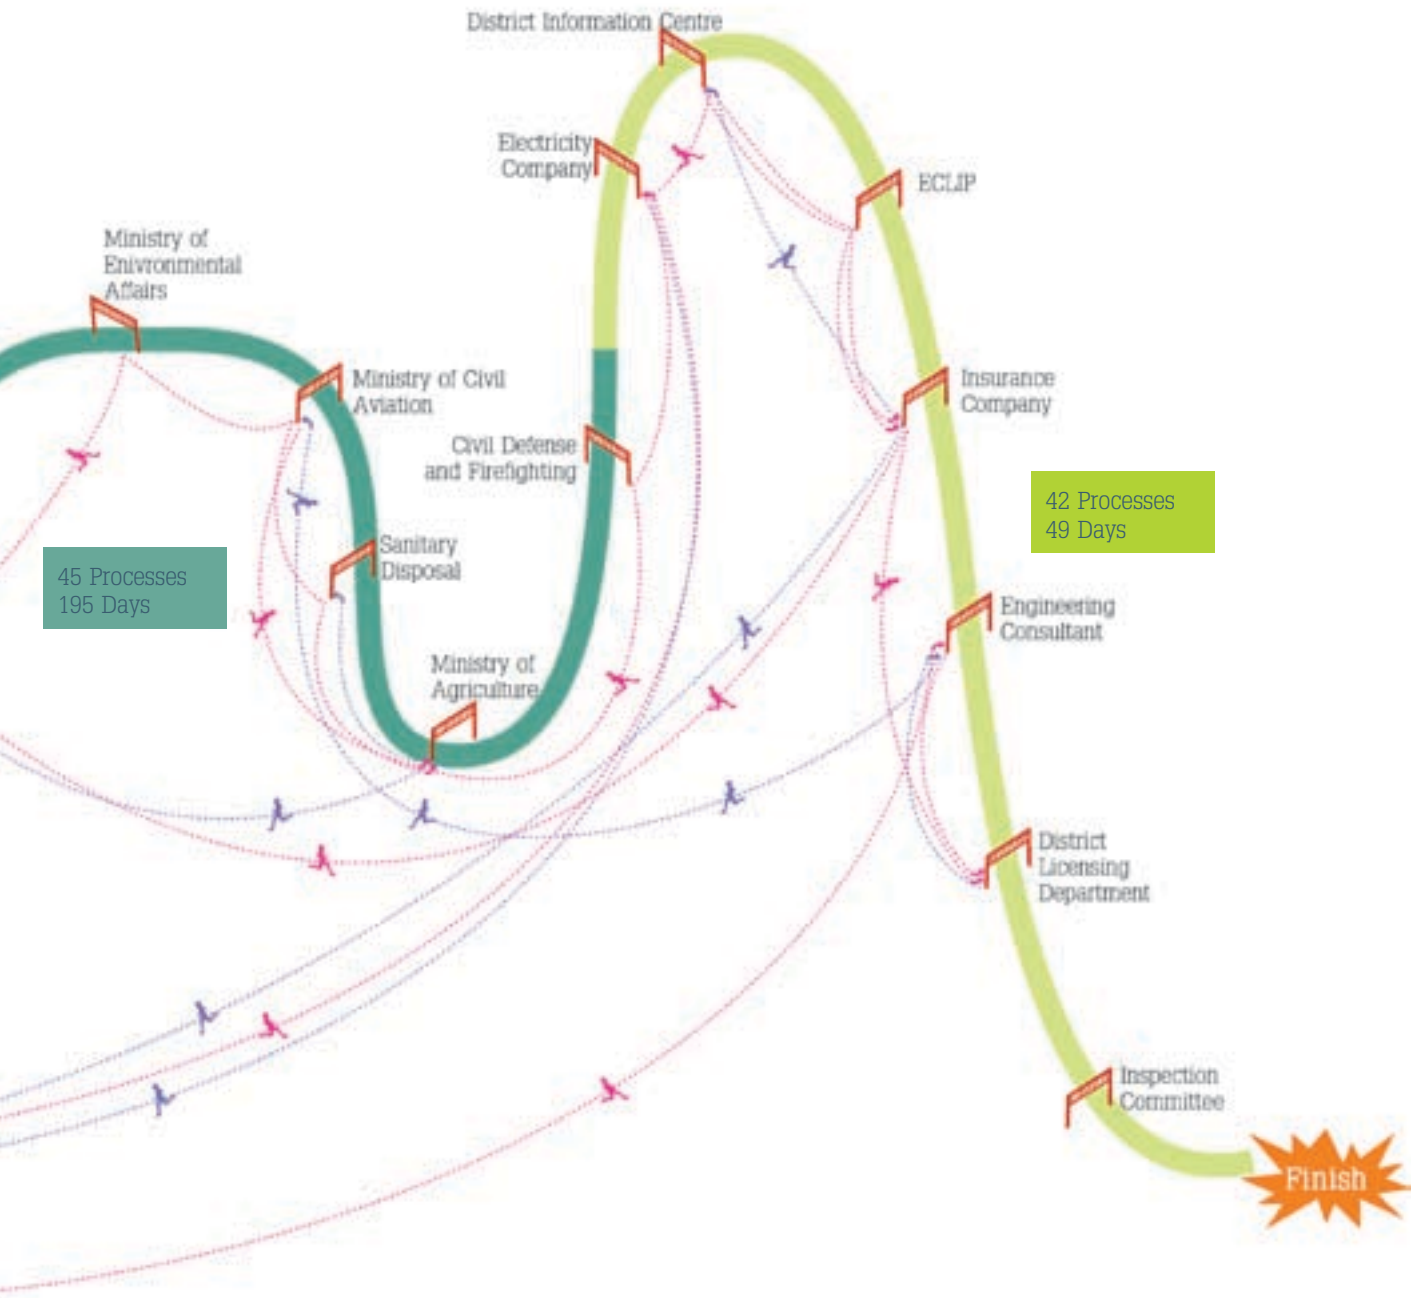 District Information Centre
Electricity
Company
ECLIP
Ministry of
Enivronmental
Affairs
Ministry of Civil
Aviation
Insurance
Company
Civil Defense
and Firefighting
42 Processes
49 Days
Sanitary
Disposal
45 Processes
195 Days
Engineering
Consultant
Ministry of
Agriculture
District
Licensing
Department
Inspection
Committee
Finish